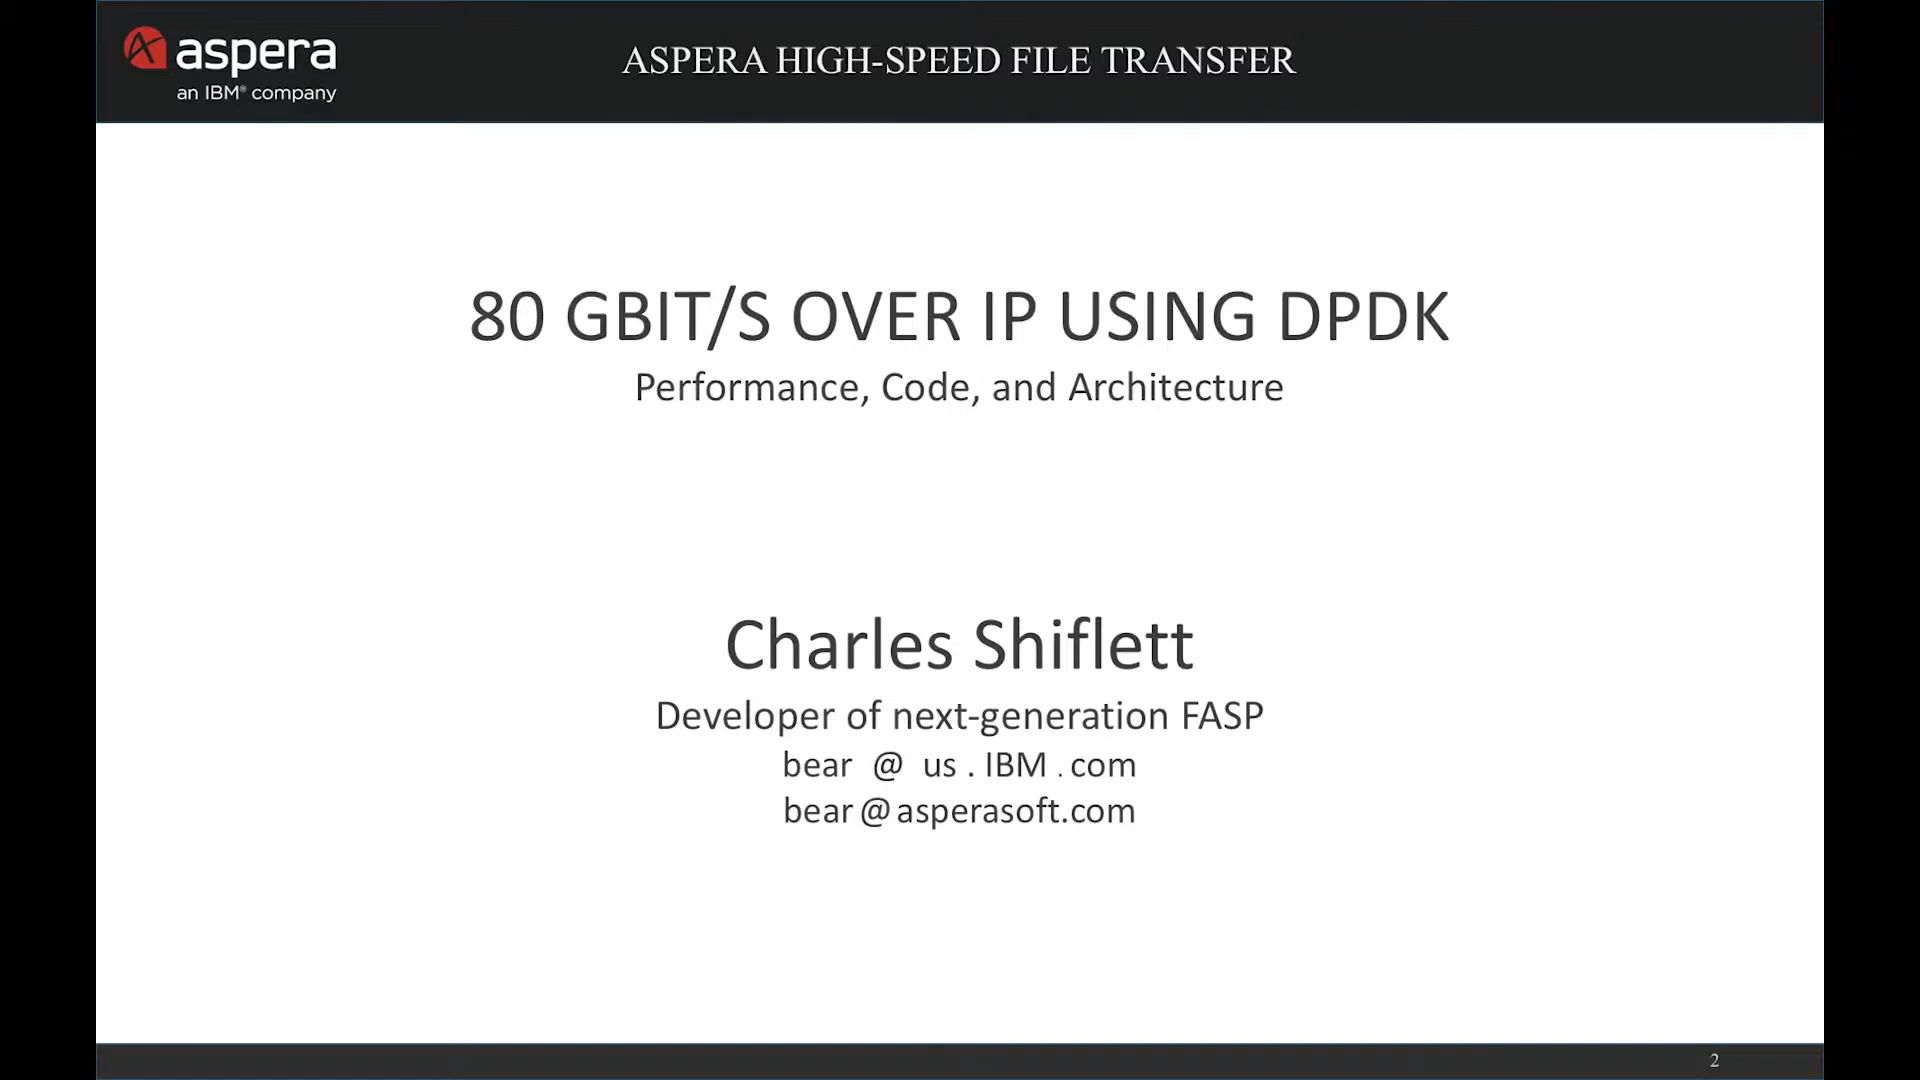 aspera
an IBM® company
ASPERA HIGH-SPEED FILE TRANSFER
80 GBIT/S OVER IP USING DPDK
Performance, Code, and Architecture
Charles Shiflett
Developer of next-generation FASP
bear @ us . IBM . com
bear@asperasoft.com
2